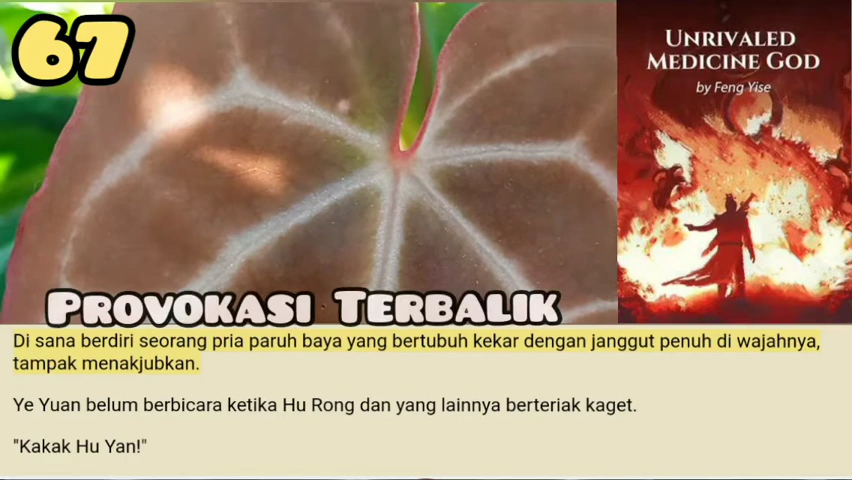 67
UNRIVALED
MEDICINE GOD
by Feng Yise
PROVOKASI TERBALIK
Di sana berdiri seorang pria paruh baya yang bertubuh kekar dengan janggut penuh di wajahnya,
tampak menakjubkan.
Ye Yuan belum berbicara ketika Hu Rong dan yang lainnya berteriak kaget.
"Kakak Hu Yan!"